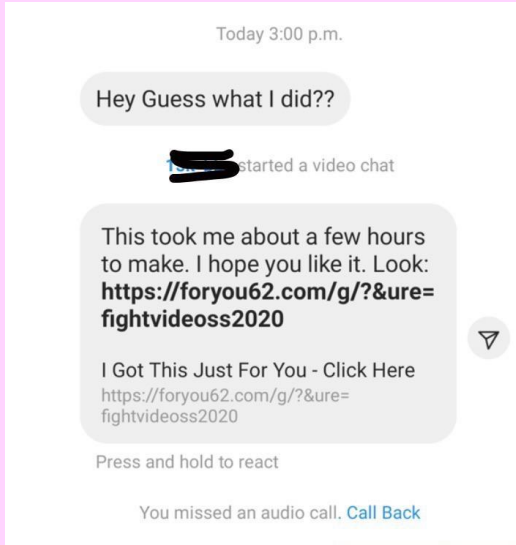 Today 3:00 p.m.
Hey Guess what I did??
started a video chat
This took me about a few hours
to make. I hope you like it. Look:
https://foryou62.com/g/?&ure=
fightvideoss2020
I Got This Just For You - Click Here
https://foryou62.com/g/?&ure=
fightvideoss2020
Press and hold to react
You missed an audio call. Call Back